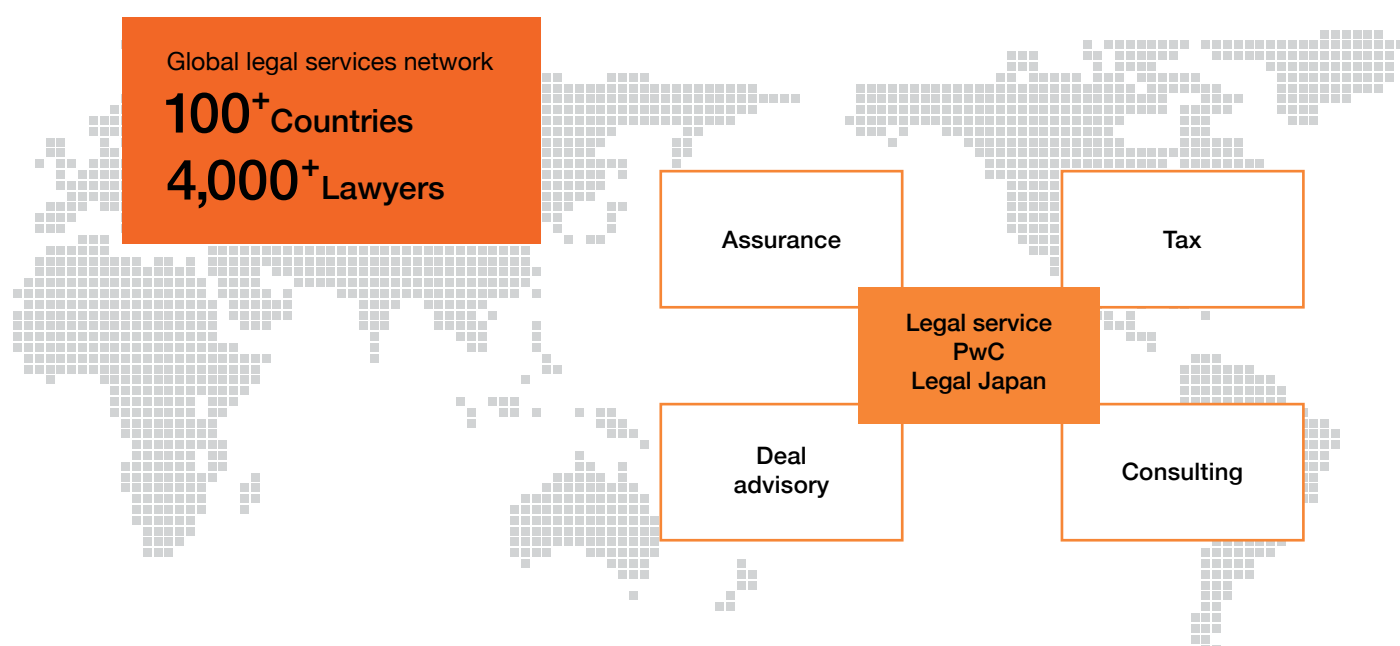 Global legal services network
100+Countries
4,000+Lawyers
Assurance
Tax
Legal service
PwC
Legal Japan
Deal
advisory
Consulting